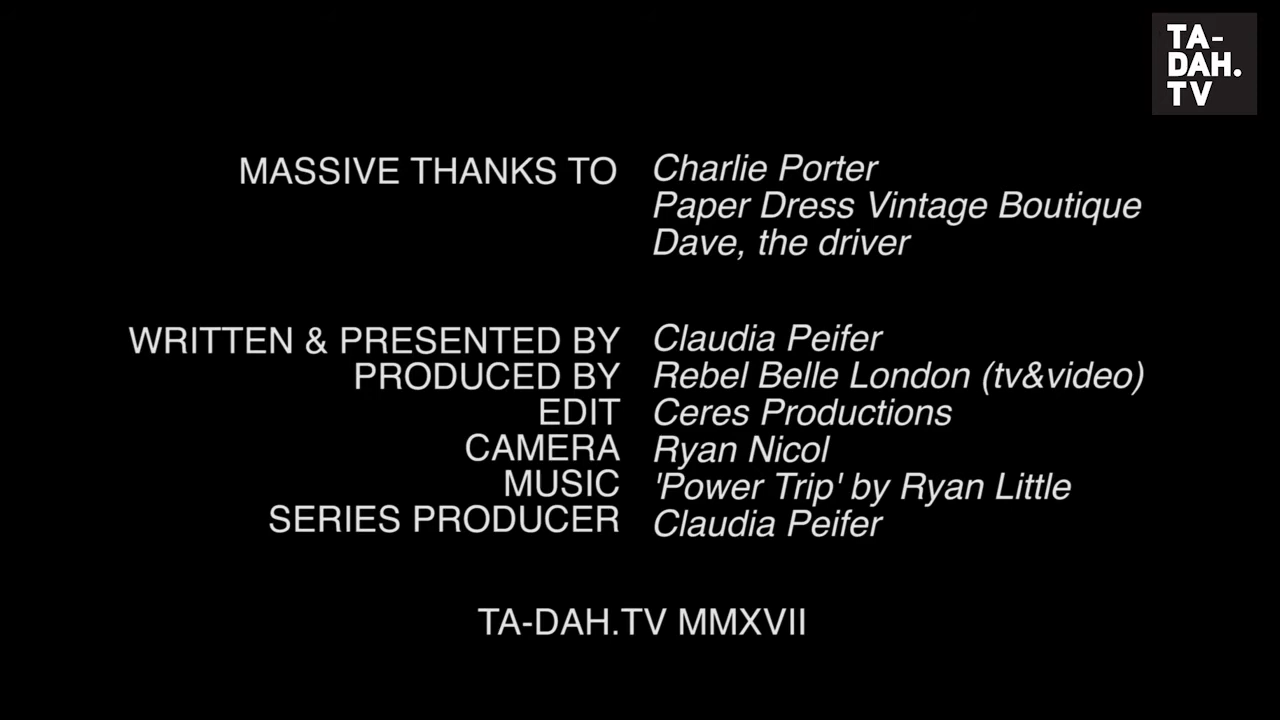 TA-
DAH.
TV
MASSIVE THANKS TO Charlie Porter
Paper Dress Vintage Boutique
Dave, the driver
WRITTEN & PRESENTED BY Claudia Peifer
PRODUCED BY Rebel Belle London (tv&video)
EDIT Ceres Productions
CAMERA Ryan Nicol
MUSIC 'Power Trip' by Ryan Little
SERIES PRODUCER Claudia Peifer
TA-DAH.TV MMXVII